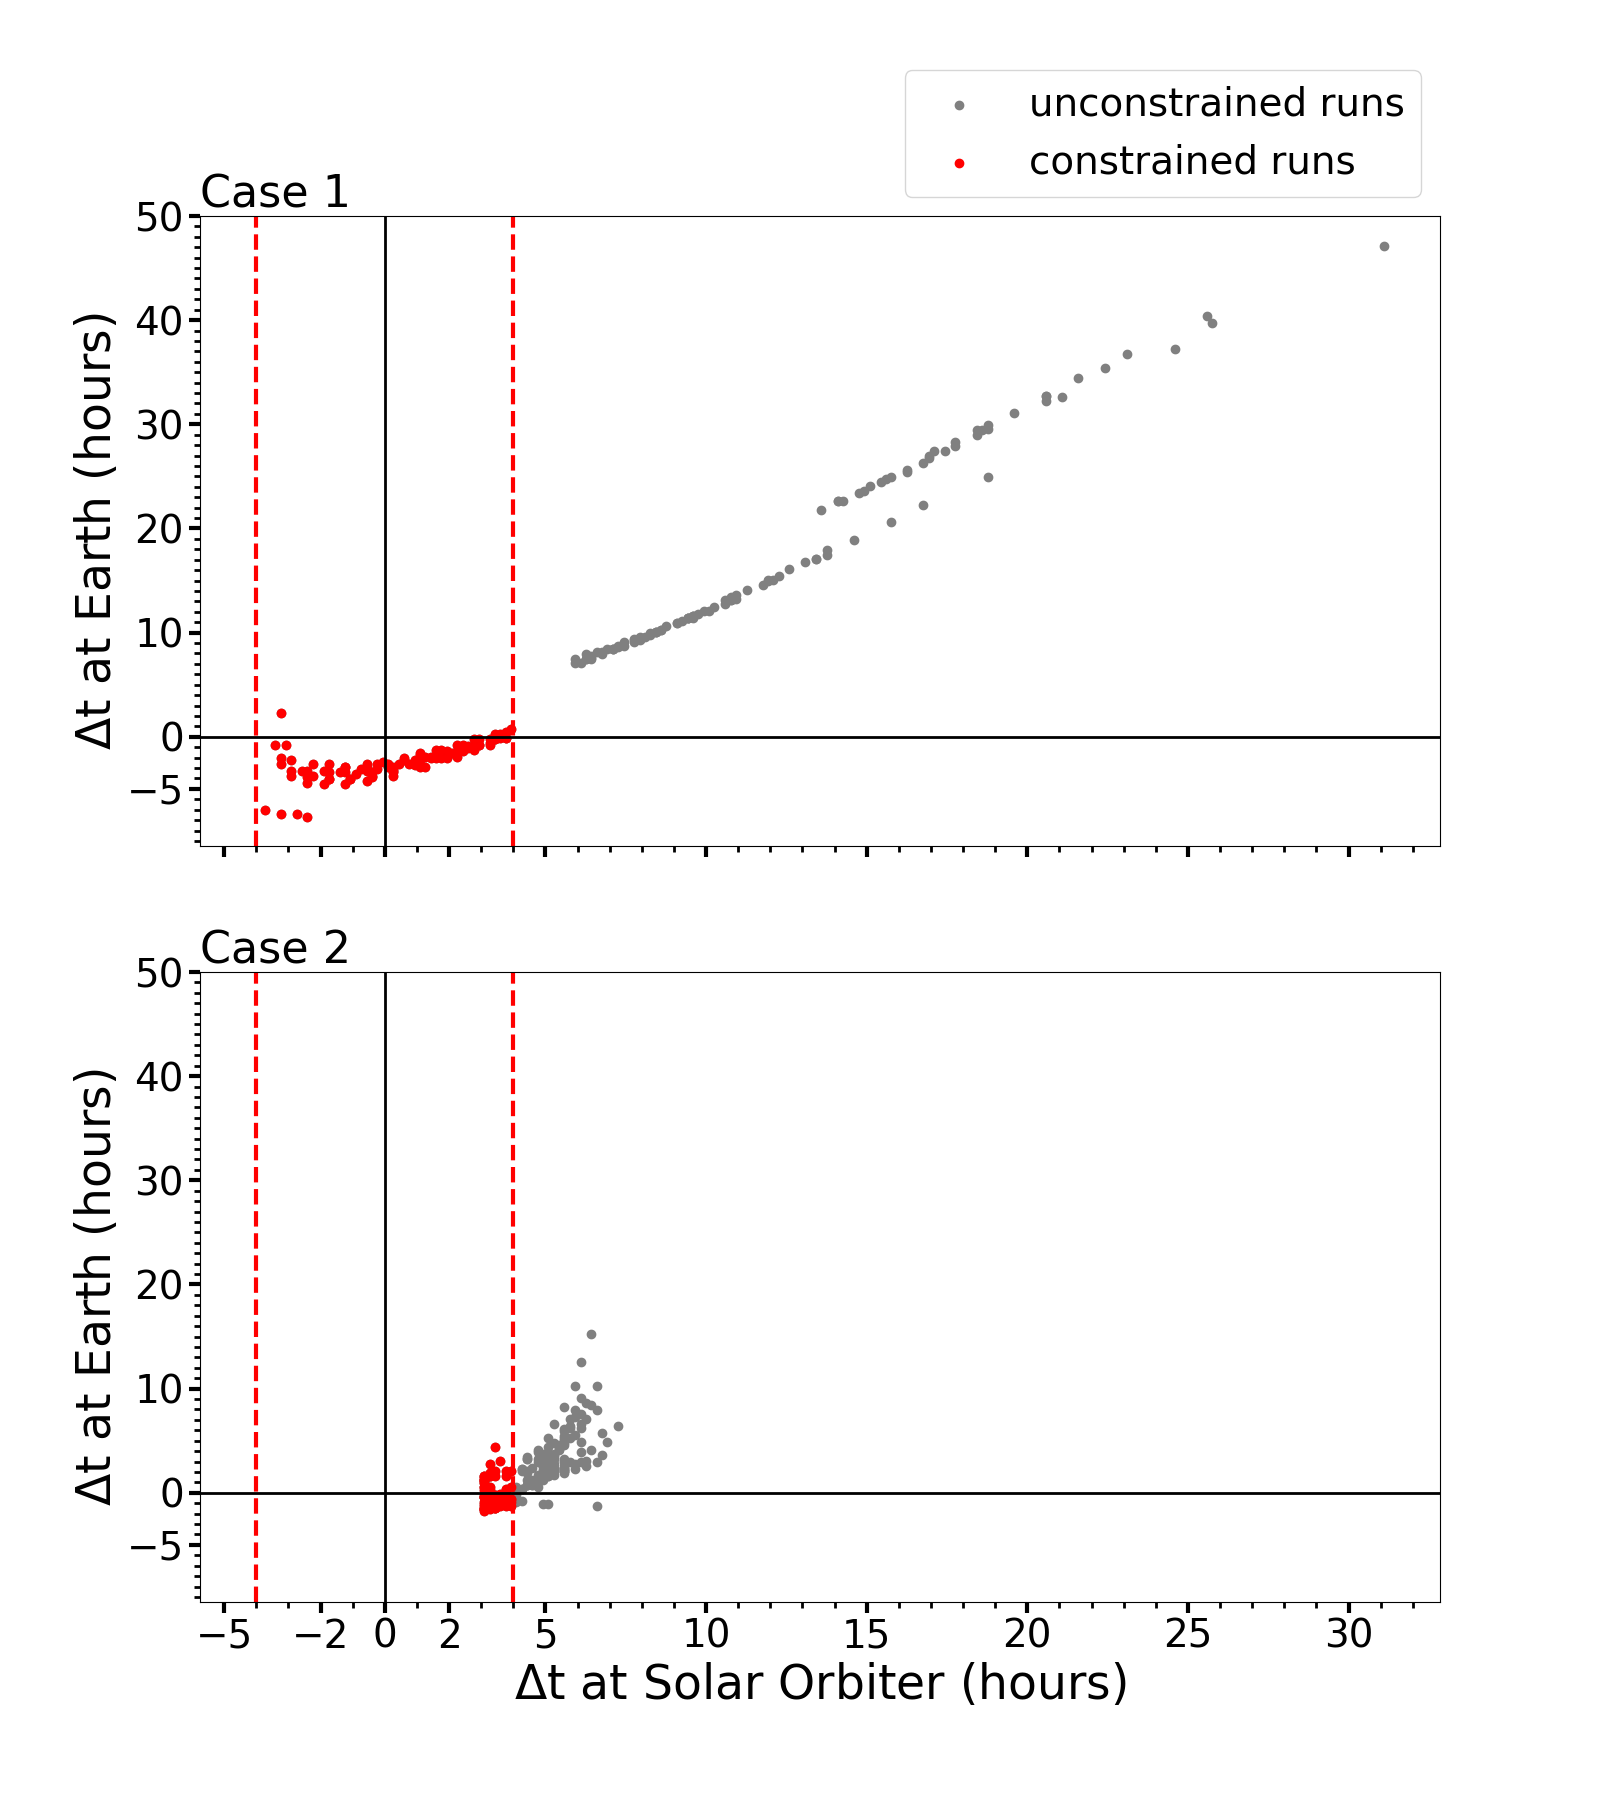 unconstrained runs
constrained runs
Case 1
50
40
30
20
10
0
−5
Δt at Earth (hours)
Case 2
50
40
30
20
10
0
−5
Δt at Earth (hours)
−5 −2 0 2 5 10 15 20 25 30
Δt at Solar Orbiter (hours)